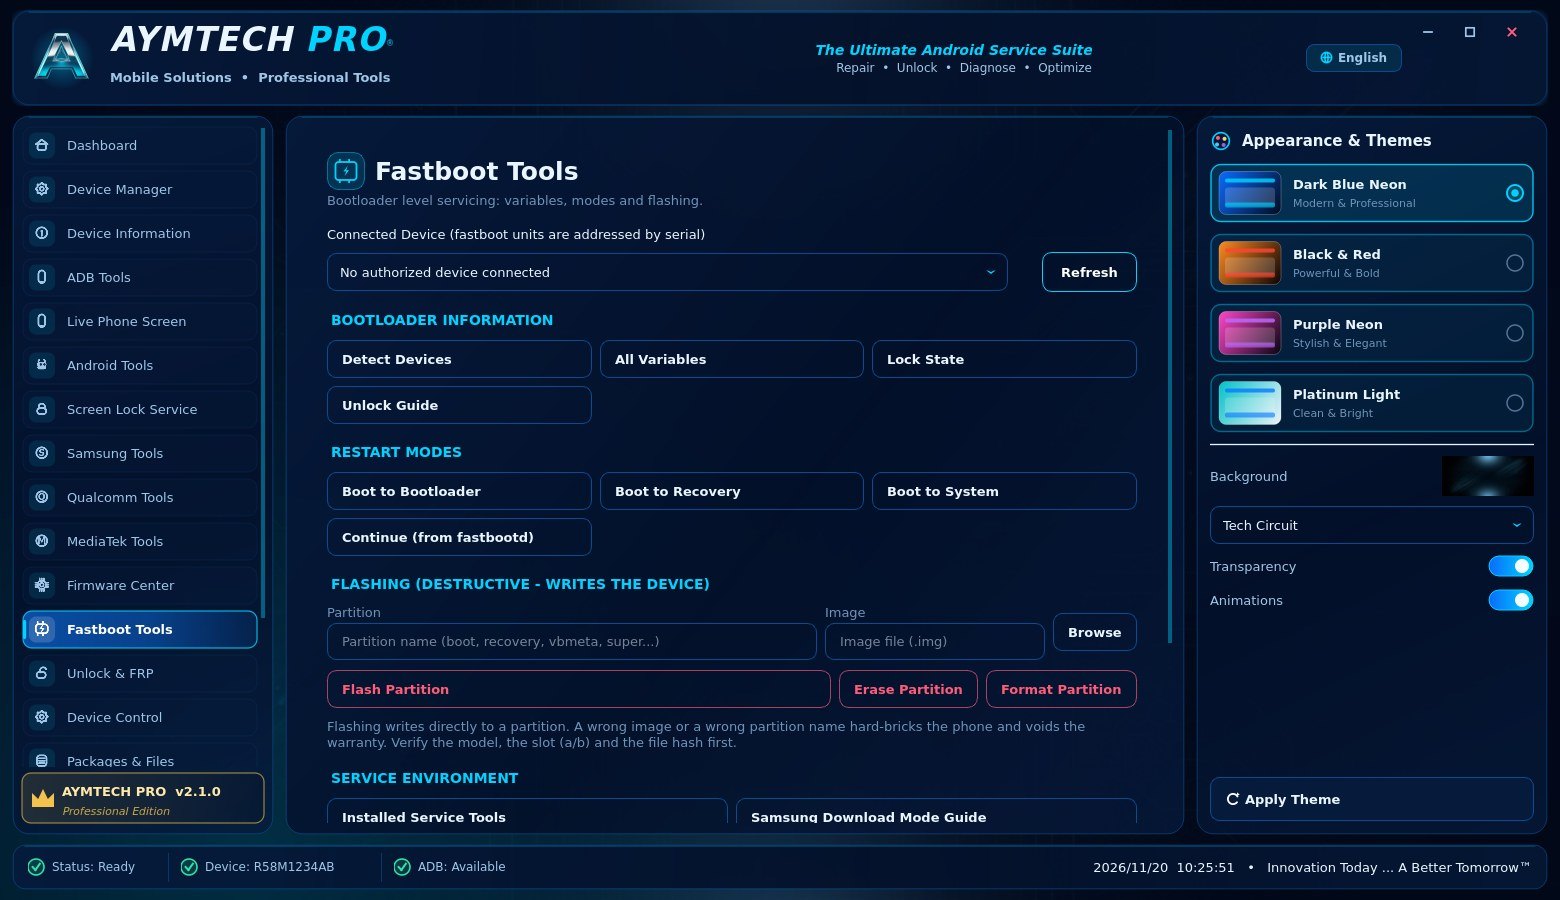 AYMTECH PRO®
Mobile Solutions • Professional Tools
The Ultimate Android Service Suite
Repair • Unlock • Diagnose • Optimize
English
Dashboard
Device Manager
Device Information
ADB Tools
Live Phone Screen
Android Tools
Screen Lock Service
Samsung Tools
Qualcomm Tools
MediaTek Tools
Firmware Center
Fastboot Tools
Unlock & FRP
Device Control
Packages & Files
AYMTECH PRO v2.1.0
Professional Edition
Fastboot Tools
Bootloader level servicing: variables, modes and flashing.
Connected Device (fastboot units are addressed by serial)
No authorized device connected
Refresh
BOOTLOADER INFORMATION
Detect Devices
All Variables
Lock State
Unlock Guide
RESTART MODES
Boot to Bootloader
Boot to Recovery
Boot to System
Continue (from fastbootd)
FLASHING (DESTRUCTIVE - WRITES THE DEVICE)
Partition
Image
Partition name (boot, recovery, vbmeta, super...)
Image file (.img)
Browse
Flash Partition
Erase Partition
Format Partition
Flashing writes directly to a partition. A wrong image or a wrong partition name hard-bricks the phone and voids the
warranty. Verify the model, the slot (a/b) and the file hash first.
SERVICE ENVIRONMENT
Installed Service Tools
Samsung Download Mode Guide
Appearance & Themes
Dark Blue Neon
Modern & Professional
Black & Red
Powerful & Bold
Purple Neon
Stylish & Elegant
Platinum Light
Clean & Bright
Background
Tech Circuit
Transparency
Animations
Apply Theme
Status: Ready
Device: R58M1234AB
ADB: Available
2026/11/20 10:25:51 • Innovation Today ... A Better Tomorrow™